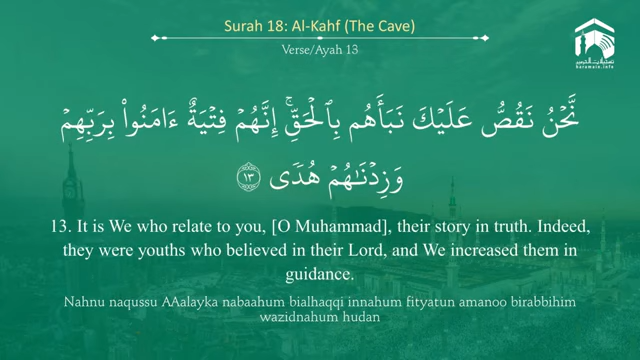 Surah 18: Al-Kahf (The Cave)
Verse/Ayah 13
haramain.info
نَّحْنُ نَقُصُّ عَلَيْكَ نَبَأَهُم بِٱلْحَقِّ ۚ إِنَّهُمْ فِتْيَةٌ ءَامَنُوا۟ بِرَبِّهِمْ
وَزِدْنَـٰهُمْ هُدًى ١٣
13. It is We who relate to you, [O Muhammad], their story in truth. Indeed,
they were youths who believed in their Lord, and We increased them in
guidance.
Nahnu naqussu AAalayka nabaahum bialhaqqi innahum fityatun amanoo birabbihim
wazidnahum hudan